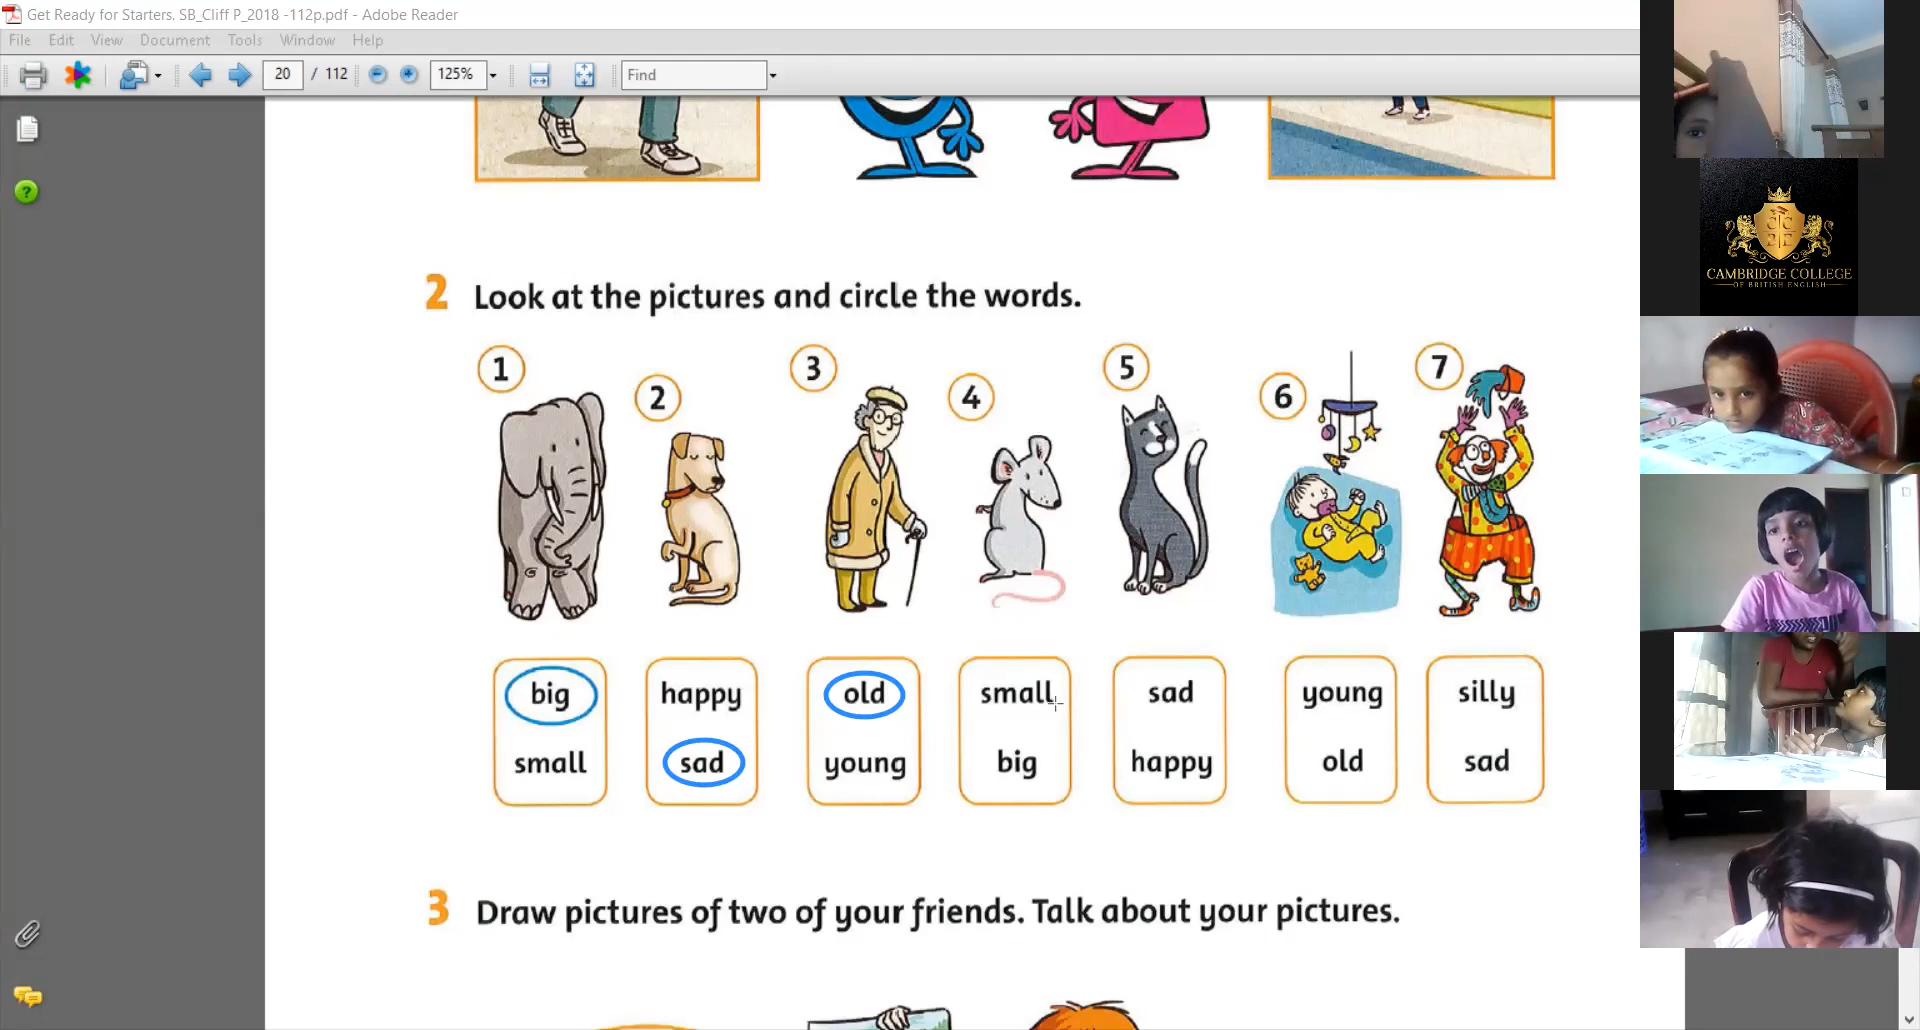 Get Ready for Starters. SB_Cliff P_2018 -112p.pdf - Adobe Reader
File Edit View Document Tools Window Help
20 / 112 125% Find
CAMBRIDGE COLLEGE
OF BRITISH ENGLISH
2 Look at the pictures and circle the words.
1 2 3 4 5 6 7
big happy old small sad young silly
small sad young big happy old sad
3 Draw pictures of two of your friends. Talk about your pictures.